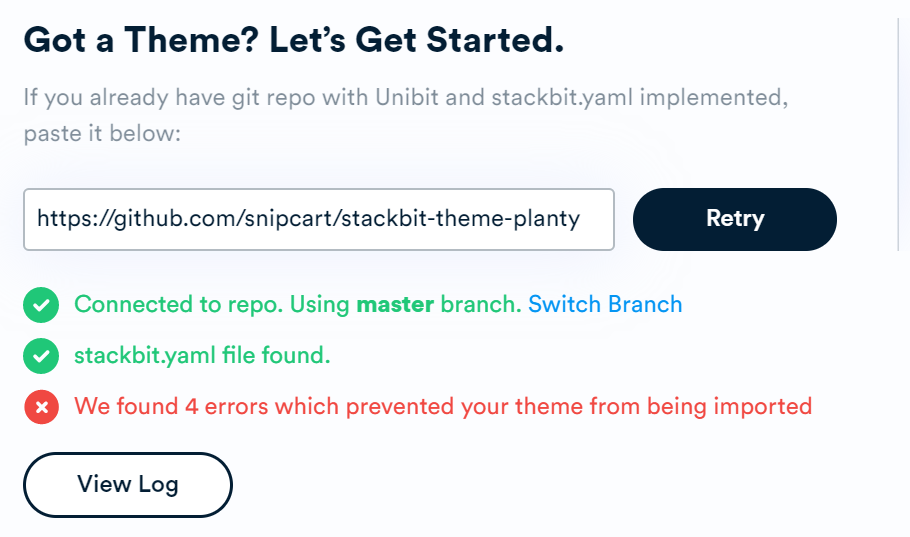 Got a Theme? Let's Get Started.
If you already have git repo with Unibit and stackbit.yaml implemented,
paste it below:
https://github.com/snipcart/stackbit-theme-planty
Retry
Connected to repo. Using master branch. Switch Branch
stackbit.yaml file found.
We found 4 errors which prevented your theme from being imported
View Log